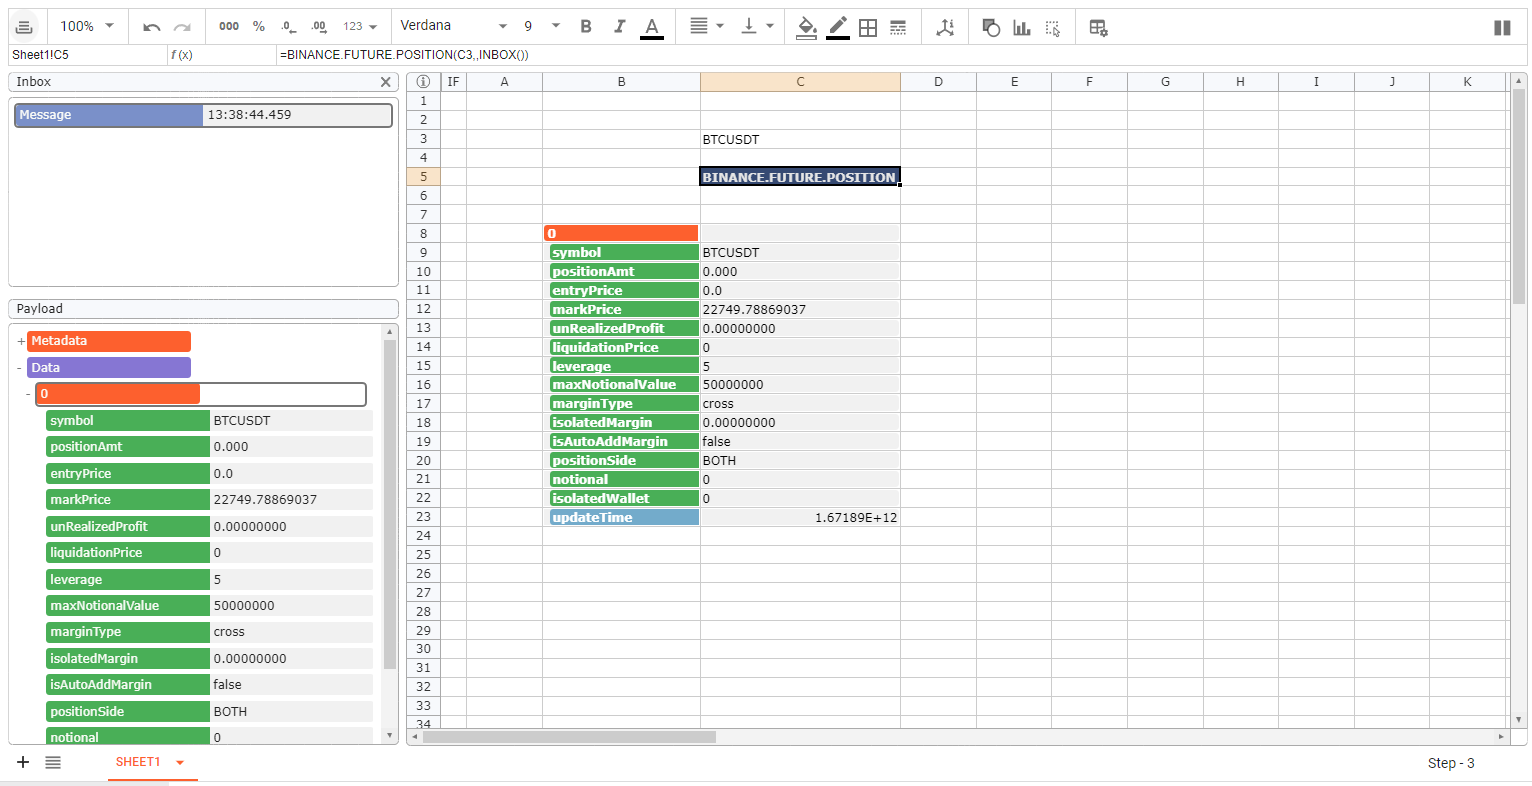 100% 000 % .0 .00 123 Verdana 9 B I A
Sheet1!C5 f (x) =BINANCE.FUTURE.POSITION(C3,,INBOX())
Inbox
Message 13:38:44.459
Payload
+ Metadata
- Data
- 0
symbol BTCUSDT
positionAmt 0.000
entryPrice 0.0
markPrice 22749.78869037
unRealizedProfit 0.00000000
liquidationPrice 0
leverage 5
maxNotionalValue 50000000
marginType cross
isolatedMargin 0.00000000
isAutoAddMargin false
positionSide BOTH
notional 0
IF A B C D E F G H I J K
1
2
3 BTCUSDT
4
5 BINANCE.FUTURE.POSITION
6
7
8 0
9 symbol BTCUSDT
10 positionAmt 0.000
11 entryPrice 0.0
12 markPrice 22749.78869037
13 unRealizedProfit 0.00000000
14 liquidationPrice 0
15 leverage 5
16 maxNotionalValue 50000000
17 marginType cross
18 isolatedMargin 0.00000000
19 isAutoAddMargin false
20 positionSide BOTH
21 notional 0
22 isolatedWallet 0
23 updateTime 1.67189E+12
24
25
26
27
28
29
30
31
32
33
34
+ SHEET1 Step - 3